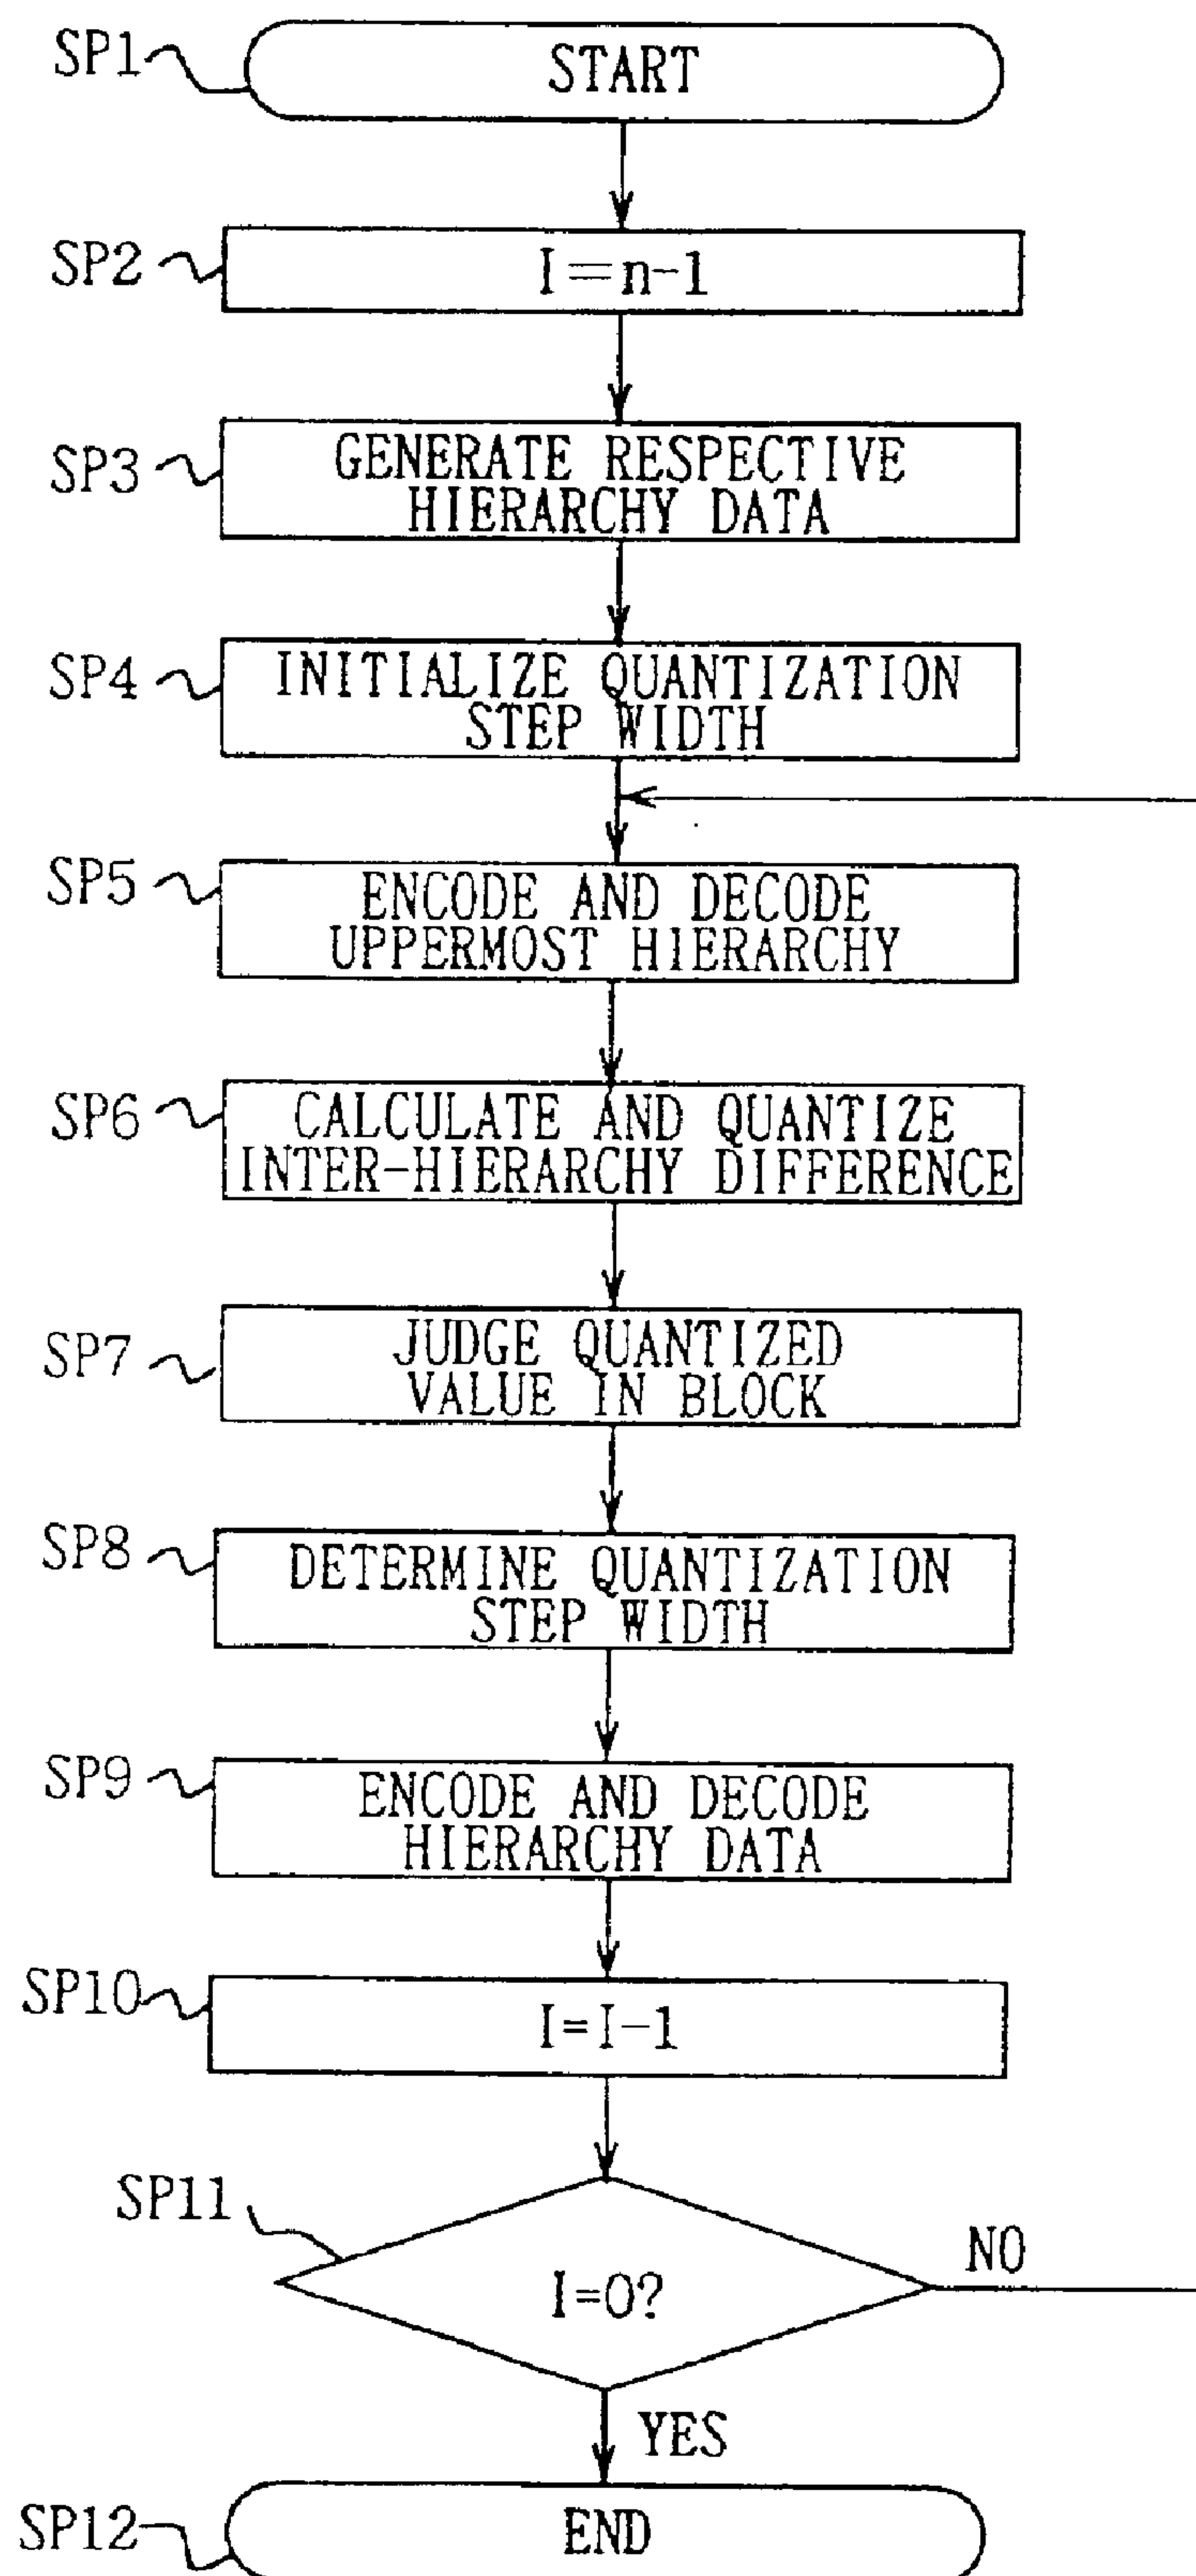 SP1
START
SP2
I=n-1
SP3
GENERATE RESPECTIVE
HIERARCHY DATA
SP4
INITIALIZE QUANTIZATION
STEP WIDTH
SP5
ENCODE AND DECODE
UPPERMOST HIERARCHY
SP6
CALCULATE AND QUANTIZE
INTER-HIERARCHY DIFFERENCE
SP7
JUDGE QUANTIZED
VALUE IN BLOCK
SP8
DETERMINE QUANTIZATION
STEP WIDTH
SP9
ENCODE AND DECODE
HIERARCHY DATA
SP10
I=I-1
SP11
I=0?
NO
YES
SP12
END